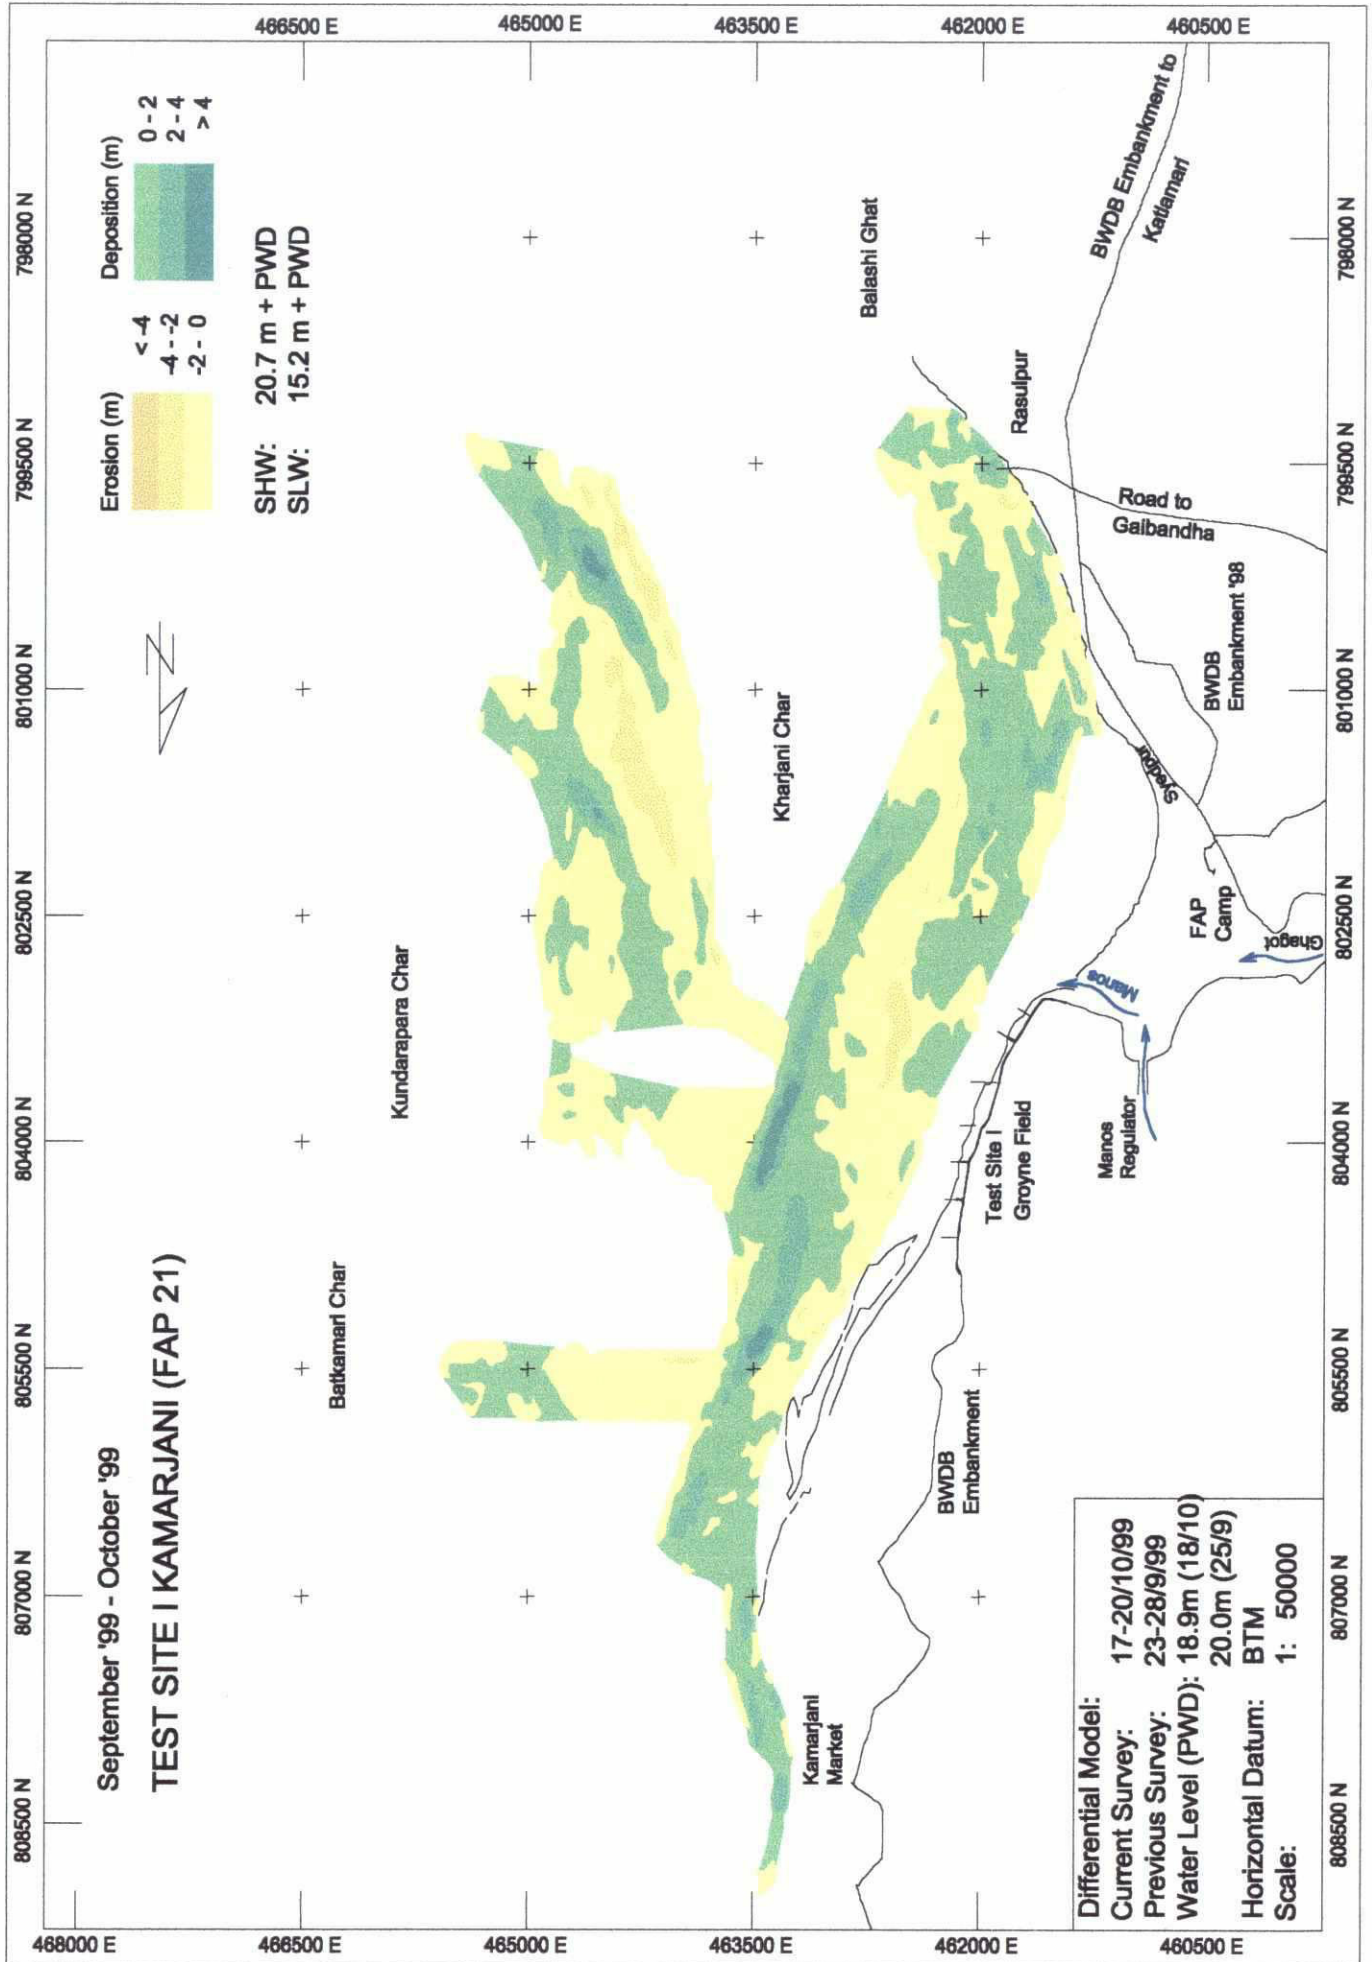 September '99 - October '99
TEST SITE I KAMARJANI (FAP 21)
Erosion (m)
< -4
-4 - -2
-2 - 0
Deposition (m)
0 - 2
2 - 4
> 4
SHW: 20.7 m + PWD
SLW: 15.2 m + PWD
N
808500 N
807000 N
805500 N
804000 N
802500 N
801000 N
799500 N
798000 N
468000 E
466500 E
465000 E
463500 E
462000 E
460500 E
466500 E
465000 E
463500 E
462000 E
460500 E
Batkamari Char
Kundarapara Char
Kharjani Char
Balashi Ghat
Rasulpur
BWDB Embankment to
Katlamari
Road to
Gaibandha
BWDB
Embankment '98
Syedpur
FAP
Camp
Ghagot
Manos
Manos
Regulator
Test Site I
Groyne Field
BWDB
Embankment
Kamarjani
Market
Differential Model:
Current Survey: 17-20/10/99
Previous Survey: 23-28/9/99
Water Level (PWD): 18.9m (18/10)
20.0m (25/9)
Horizontal Datum: BTM
Scale: 1: 50000
808500 N
807000 N
805500 N
804000 N
802500 N
801000 N
799500 N
798000 N